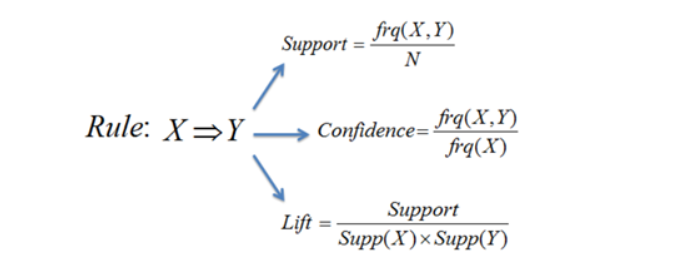 Support = frq(X,Y) / N
Rule: X ⇒ Y
Confidence = frq(X,Y) / frq(X)
Lift = Support / Supp(X)×Supp(Y)